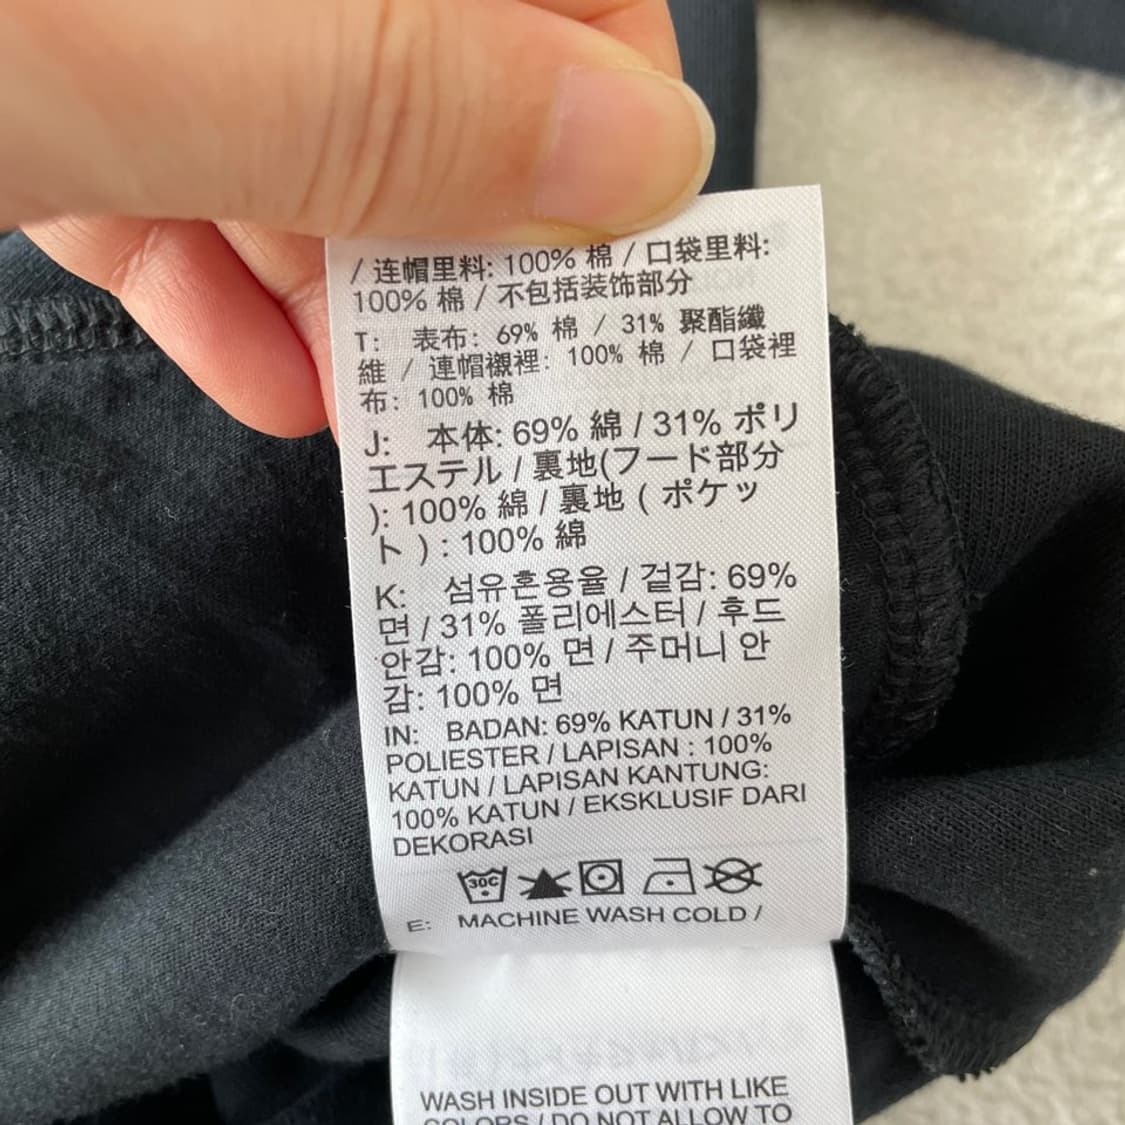 / 连帽里料: 100% 棉 / 口袋里料:
100% 棉 / 不包括装饰部分
T: 表布: 69% 棉 / 31% 聚酯纖
維 / 連帽襯裡: 100% 棉 / 口袋裡
布: 100% 棉
J: 本体: 69% 綿 / 31% ポリ
エステル / 裏地(フード部分
): 100% 綿 / 裏地 ( ポケッ
ト ) : 100% 綿
K: 섬유혼용율 / 겉감: 69%
면 / 31% 폴리에스터 / 후드
안감: 100% 면 / 주머니 안
감: 100% 면
IN: BADAN: 69% KATUN / 31%
POLIESTER / LAPISAN : 100%
KATUN / LAPISAN KANTUNG:
100% KATUN / EKSKLUSIF DARI
DEKORASI
30C
E: MACHINE WASH COLD /
WASH INSIDE OUT WITH LIKE
COLORS / DO NOT ALLOW TO